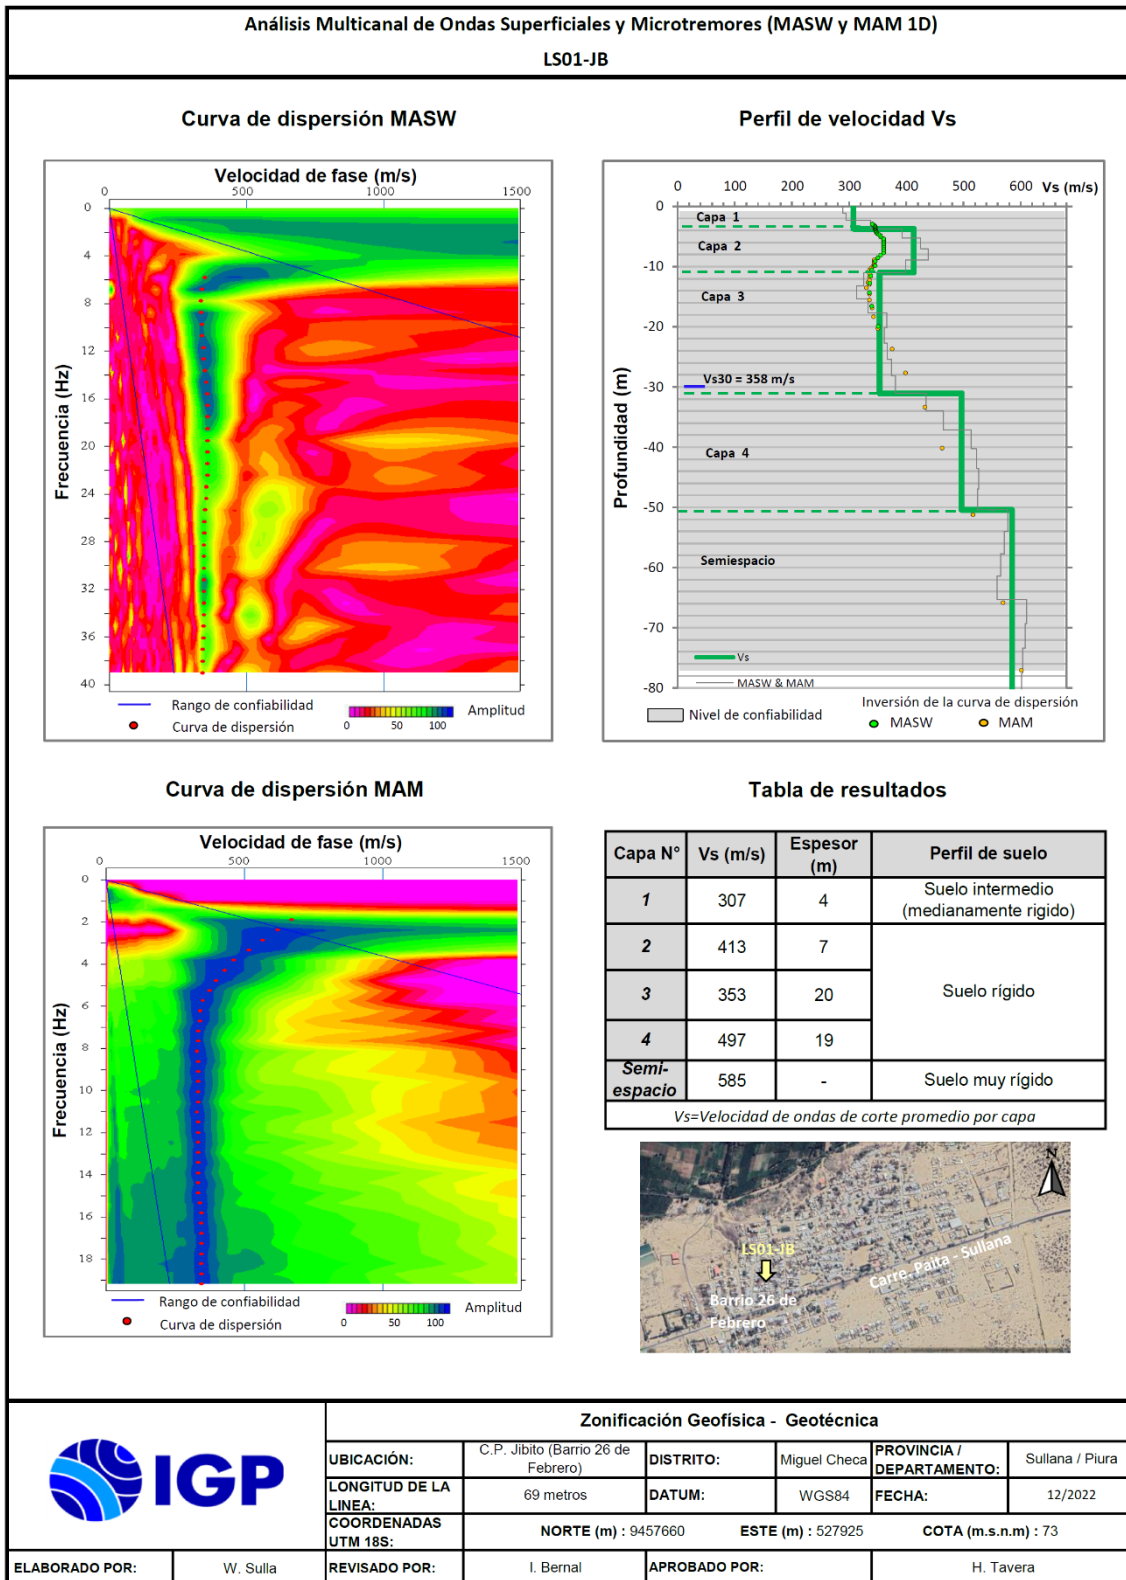 Análisis Multicanal de Ondas Superficiales y Microtremores (MASW y MAM 1D)
LS01-JB
Curva de dispersión MASW
Velocidad de fase (m/s)
0 500 1000 1500
Frecuencia (Hz)
0
4
8
12
16
20
24
28
32
36
40
Rango de confiabilidad
Curva de dispersión
0 50 100
Amplitud
Perfil de velocidad Vs
0 100 200 300 400 500 600 Vs (m/s)
Profundidad (m)
0
-10
-20
-30
-40
-50
-60
-70
-80
Capa 1
Capa 2
Capa 3
Vs30 = 358 m/s
Capa 4
Semiespacio
Vs
MASW & MAM
Nivel de confiabilidad
Inversión de la curva de dispersión
MASW MAM
Curva de dispersión MAM
Velocidad de fase (m/s)
0 500 1000 1500
Frecuencia (Hz)
0
2
4
6
8
10
12
14
16
18
Rango de confiabilidad
Curva de dispersión
0 50 100
Amplitud
Tabla de resultados
Capa N° Vs (m/s) Espesor (m) Perfil de suelo
1 307 4 Suelo intermedio (medianamente rigido)
2 413 7
3 353 20 Suelo rígido
4 497 19
Semi-espacio 585 - Suelo muy rígido
Vs=Velocidad de ondas de corte promedio por capa
N
LS01-JB
Carre. Paita - Sullana
Barrio 26 de
Febrero
IGP
Zonificación Geofísica - Geotécnica
UBICACIÓN: C.P. Jibito (Barrio 26 de Febrero) DISTRITO: Miguel Checa PROVINCIA / DEPARTAMENTO: Sullana / Piura
LONGITUD DE LA LINEA: 69 metros DATUM: WGS84 FECHA: 12/2022
COORDENADAS UTM 18S: NORTE (m) : 9457660 ESTE (m) : 527925 COTA (m.s.n.m) : 73
ELABORADO POR: W. Sulla REVISADO POR: I. Bernal APROBADO POR: H. Tavera